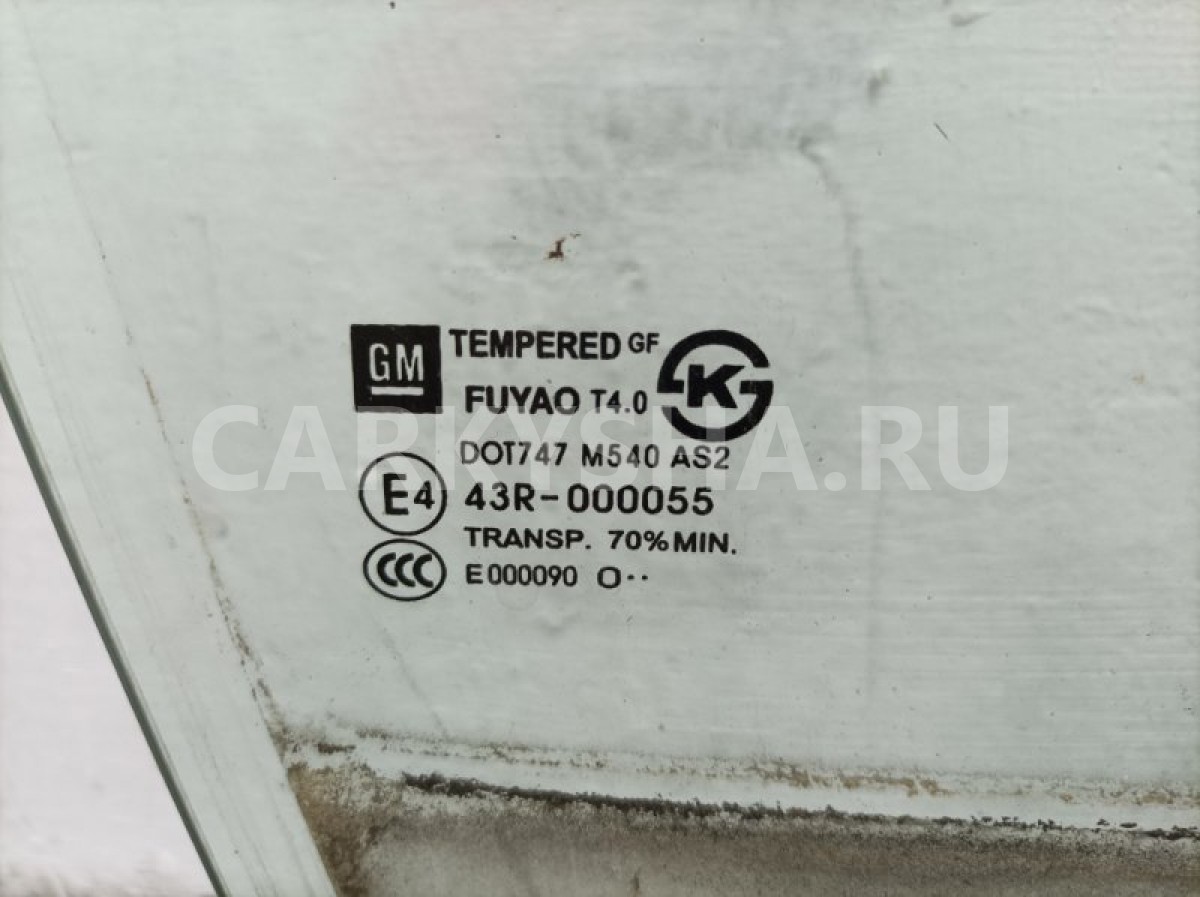 GM TEMPERED GF
FUYAO T4.0
K
CARKYSHA.RU
DOT747 M540 AS2
E4 43R-000055
TRANSP. 70% MIN.
CCC E000090 O··